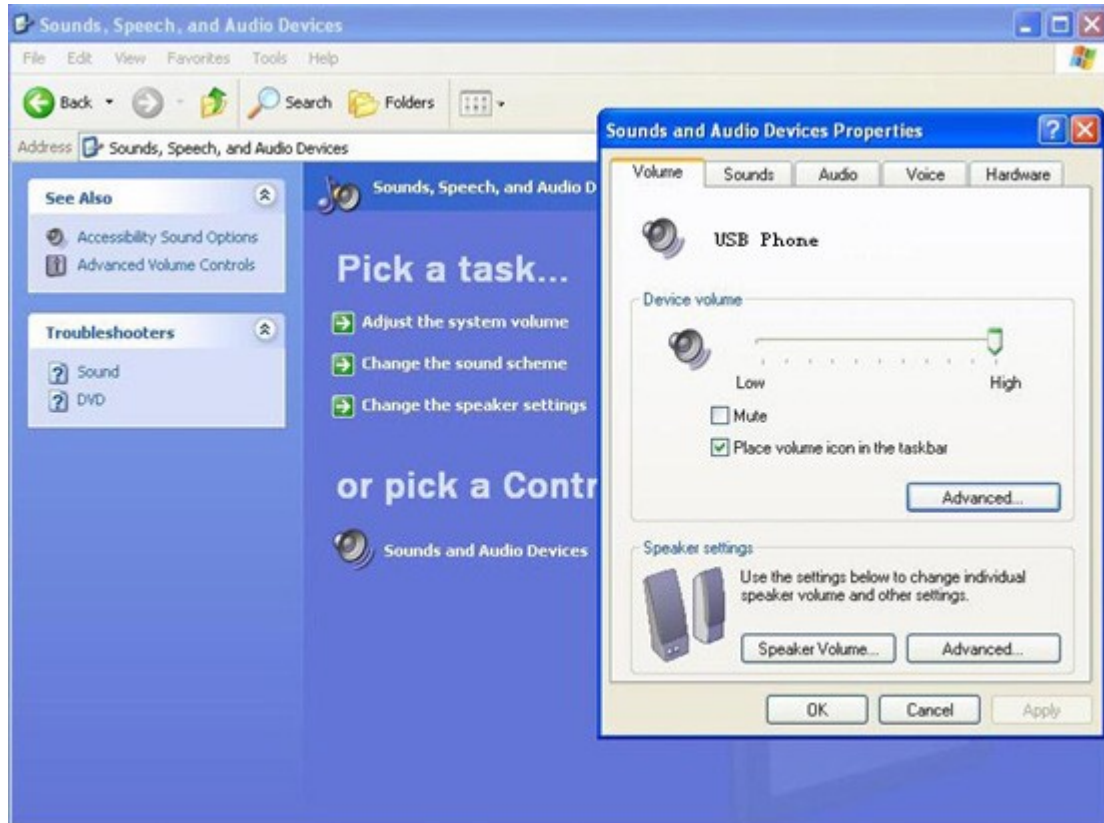 Sounds, Speech, and Audio Devices
File Edit View Favorites Tools Help
Back Search Folders
Address Sounds, Speech, and Audio Devices
See Also
Accessibility Sound Options
Advanced Volume Controls
Troubleshooters
Sound
DVD
Sounds, Speech, and Audio D
Pick a task...
Adjust the system volume
Change the sound scheme
Change the speaker settings
or pick a Contr
Sounds and Audio Devices
Sounds and Audio Devices Properties
Volume Sounds Audio Voice Hardware
USB Phone
Device volume
Low High
Mute
Place volume icon in the taskbar
Advanced...
Speaker settings
Use the settings below to change individual
speaker volume and other settings.
Speaker Volume... Advanced...
OK Cancel Apply